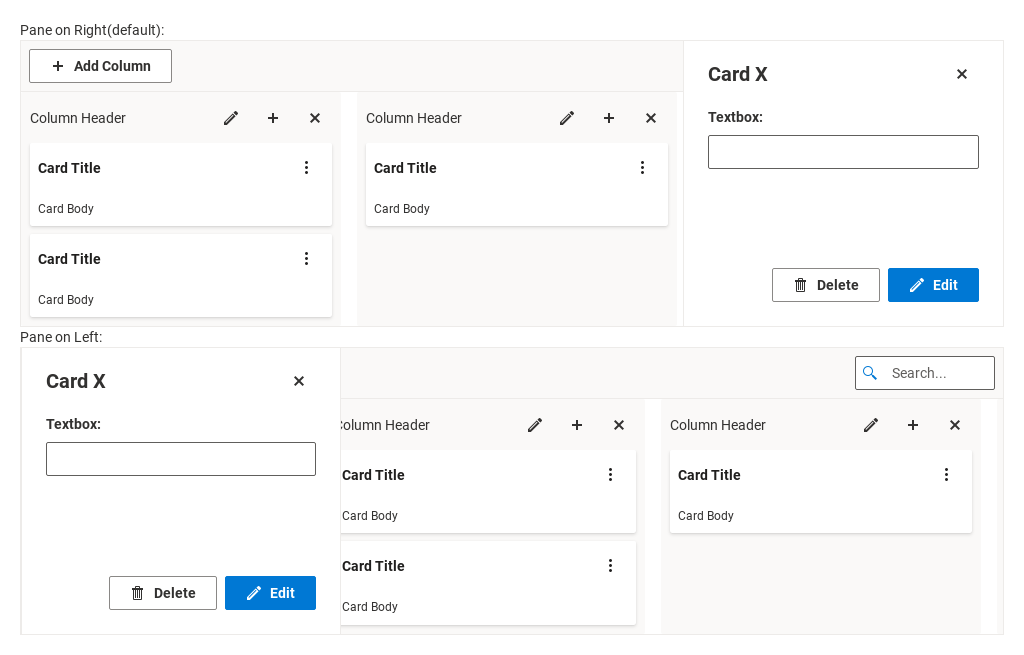 Pane on Right(default):
Add Column
Card X
Column Header
Column Header
Textbox:
Card Title
Card Title
Card Body
Card Body
Card Title
Card Body
Delete
Edit
Pane on Left:
Card X
Search...
Textbox:
Column Header
Column Header
Card Title
Card Title
Card Body
Card Body
Card Title
Delete
Edit
Card Body